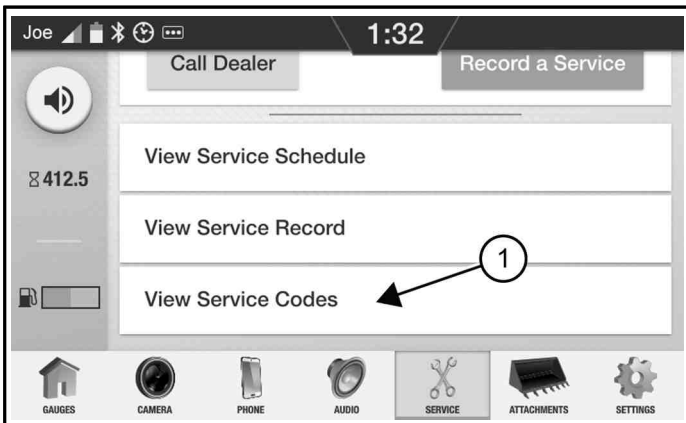 Joe 1:32
Call Dealer Record a Service
View Service Schedule
412.5
View Service Record
1
View Service Codes
GAUGES CAMERA PHONE AUDIO SERVICE ATTACHMENTS SETTINGS